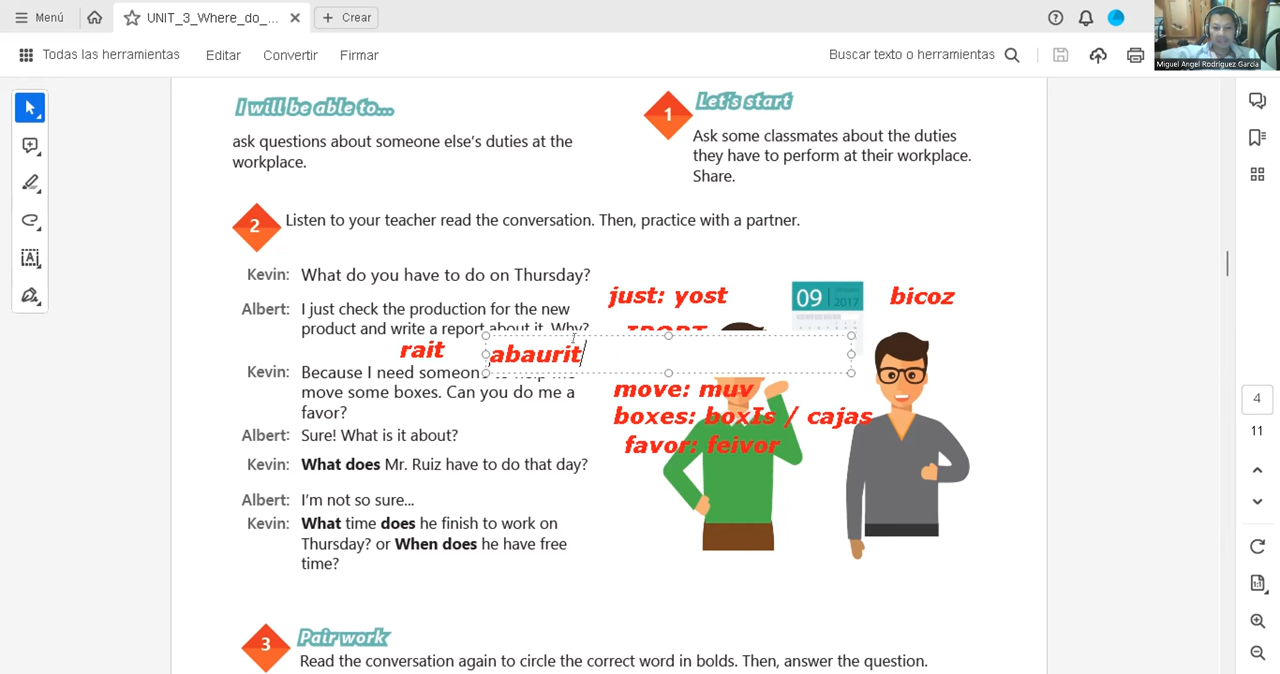 Menú
UNIT_3_Where_do_...
Crear
Todas las herramientas
Editar
Convertir
Firmar
Buscar texto o herramientas
Miguel Angel Rodríguez García
I will be able to...
ask questions about someone else's duties at the
workplace.
1
Let's start
Ask some classmates about the duties
they have to perform at their workplace.
Share.
2
Listen to your teacher read the conversation. Then, practice with a partner.
Kevin: What do you have to do on Thursday?
Albert: I just check the production for the new
product and write a report about it. Why?
rait
abaurit
Kevin: Because I need someone to help me
move some boxes. Can you do me a
favor?
Albert: Sure! What is it about?
Kevin: What does Mr. Ruiz have to do that day?
Albert: I'm not so sure...
Kevin: What time does he finish to work on
Thursday? or When does he have free
time?
just: yost
09
2017
bicoz
move: muv
boxes: boxIs / cajas
favor: feivor
3
Pair work
Read the conversation again to circle the correct word in bolds. Then, answer the question.
4
11